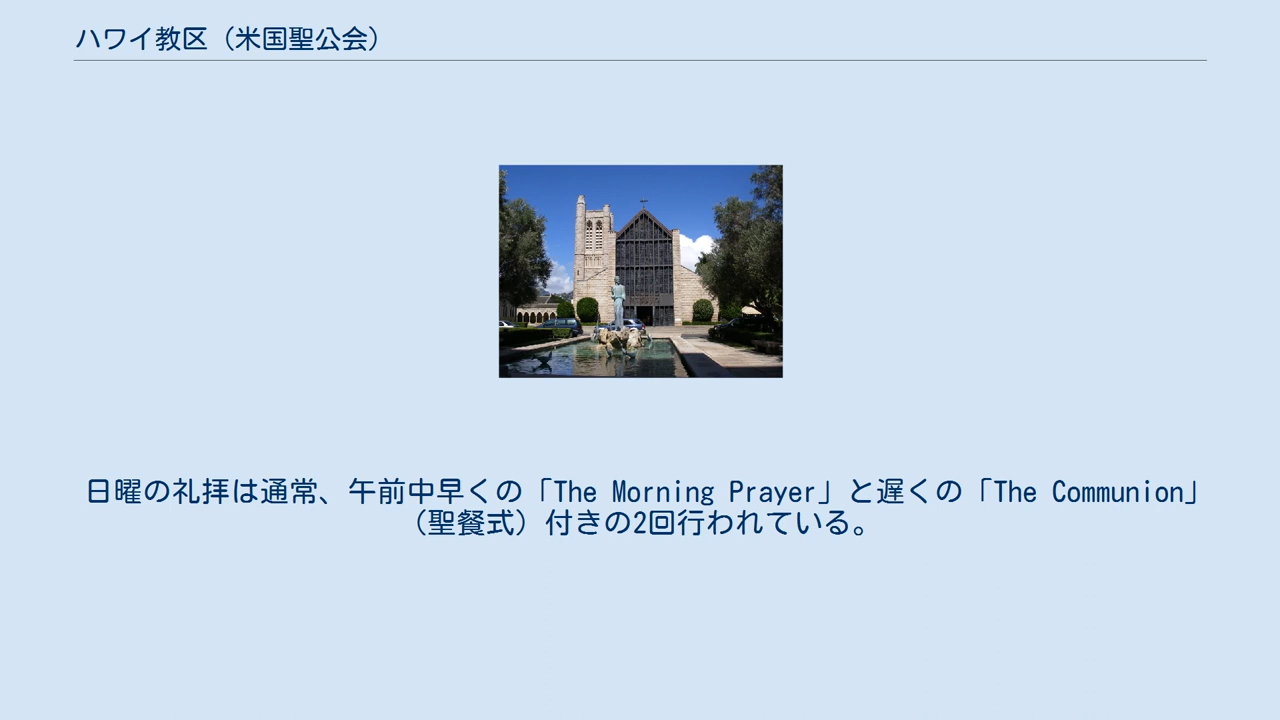 ハワイ教区（米国聖公会）
日曜の礼拝は通常、午前中早くの「The Morning Prayer」と遅くの「The Communion」
（聖餐式）付きの2回行われている。